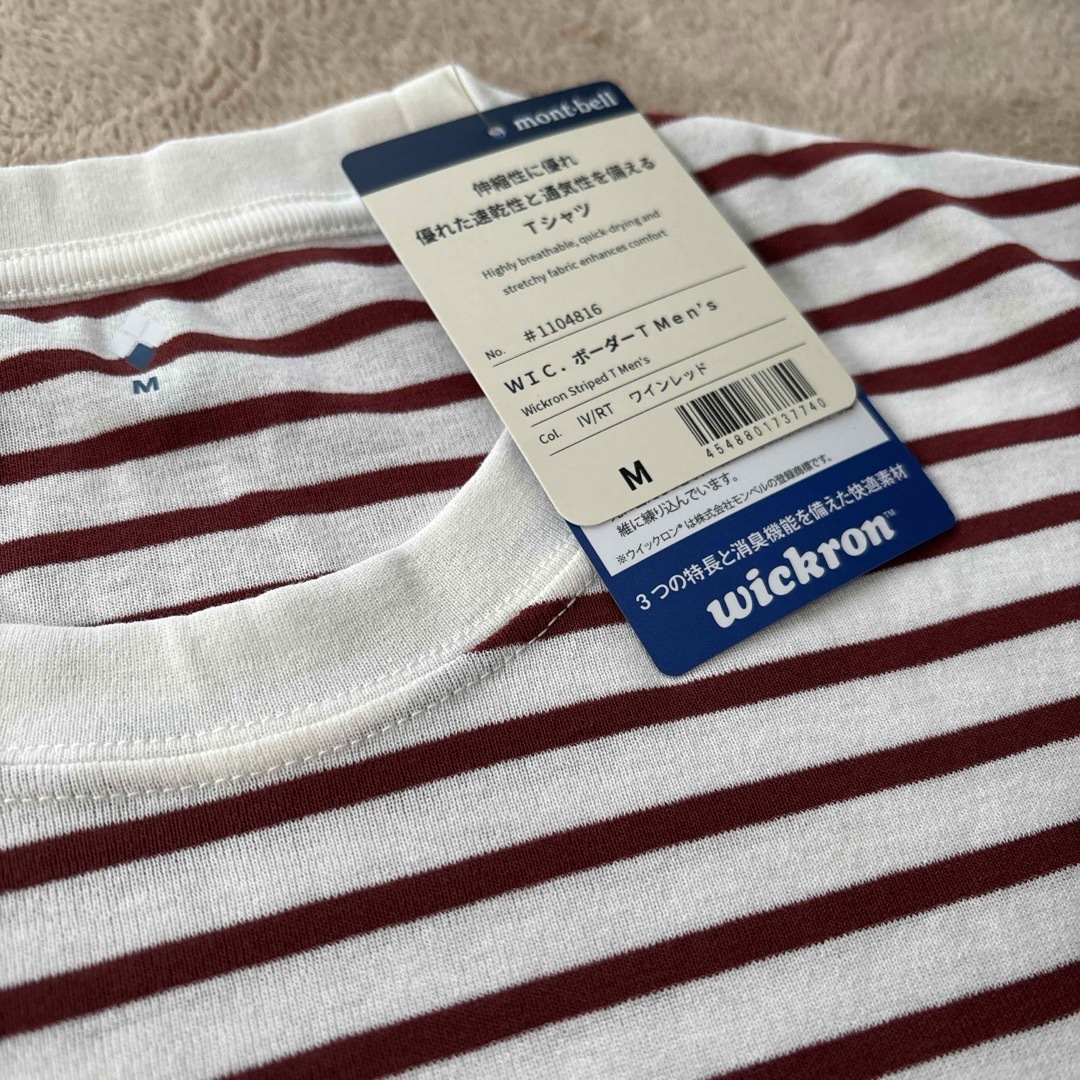 mont-bell
伸縮性に優れ
優れた速乾性と通気性を備える
Tシャツ
Highly breathable, quick-drying and
stretchy fabric enhances comfort
No. #1104816
WIC. ボーダーT Men's
Wickron Striped T Men's
Col. IV/RT ワインレッド
4548801737740
M
維に練り込んでいます。
※ウイックロン®は株式会社モンベルの登録商標です。
3つの特長と消臭機能を備えた快適素材
wickron™
M